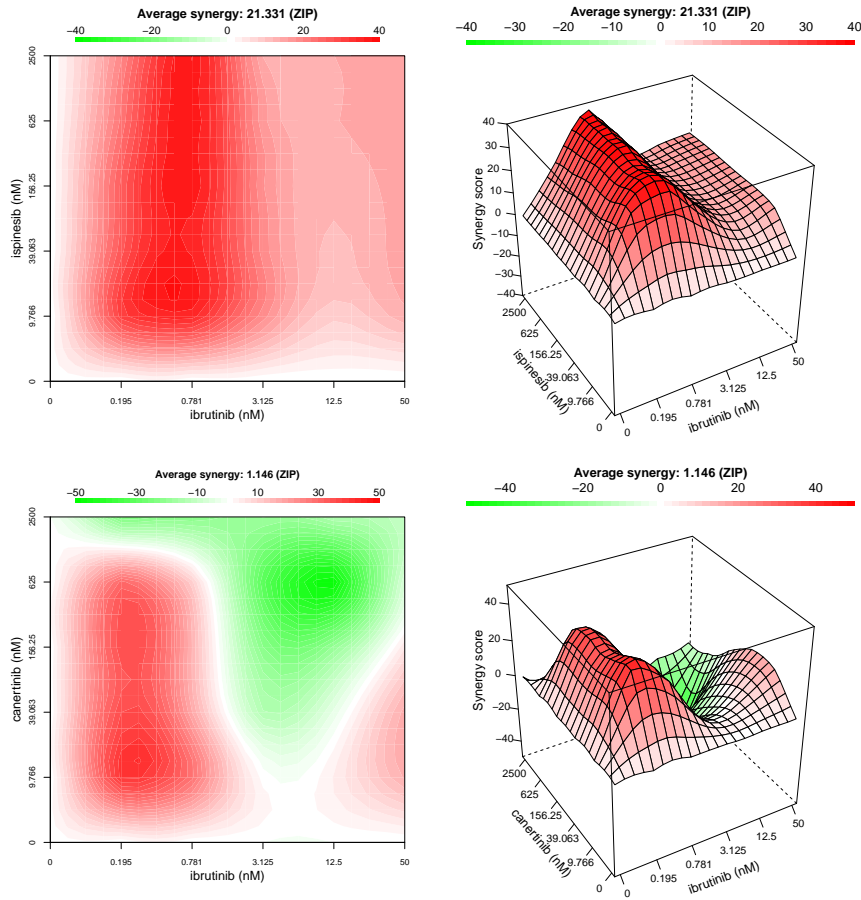 Average synergy: 21.331 (ZIP)
−40 −20 0 20 40
2500
625
156.25
39.063
9.766
0
ispinesib (nM)
0 0.195 0.781 3.125 12.5 50
ibrutinib (nM)
Average synergy: 21.331 (ZIP)
−40 −30 −20 −10 0 10 20 30 40
40
30
20
10
0
−10
−20
−30
−40
Synergy score
2500
625
156.25
39.063
9.766
0
ispinesib (nM)
0
0.195
0.781
3.125
12.5
50
ibrutinib (nM)
Average synergy: 1.146 (ZIP)
−50 −30 −10 10 30 50
2500
625
156.25
39.063
9.766
0
canertinib (nM)
0 0.195 0.781 3.125 12.5 50
ibrutinib (nM)
Average synergy: 1.146 (ZIP)
−40 −20 0 20 40
40
20
0
−20
−40
Synergy score
2500
625
156.25
39.063
9.766
0
canertinib (nM)
0
0.195
0.781
3.125
12.5
50
ibrutinib (nM)